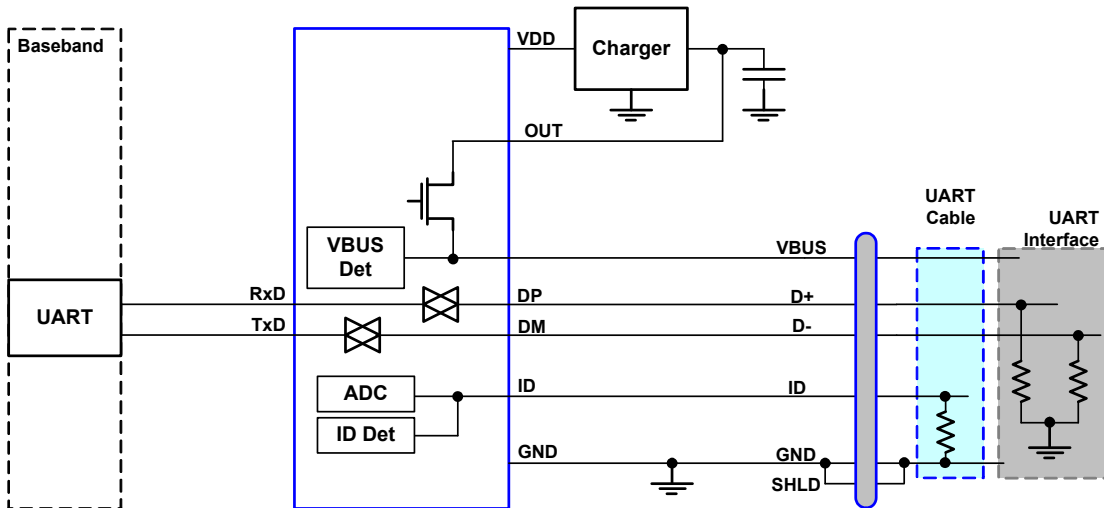 Baseband
VDD
Charger
OUT
UART
Cable
UART
Interface
VBUS
Det
VBUS
RxD
DP
D+
UART
TxD
DM
D-
ADC
ID
ID
ID Det
GND
GND
SHLD